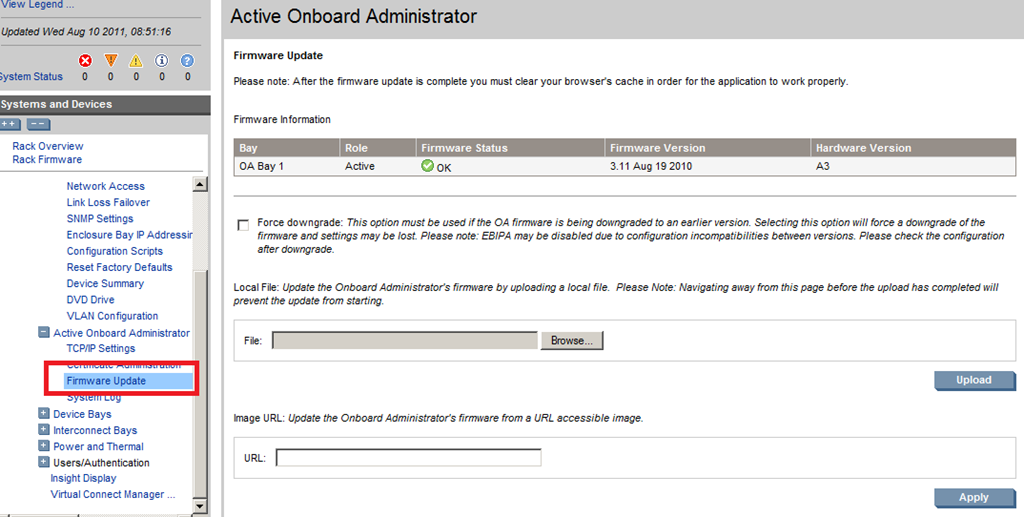 View Legend ...
Updated Wed Aug 10 2011, 08:51:16
System Status 0 0 0 0 0
Systems and Devices
Rack Overview
Rack Firmware
Network Access
Link Loss Failover
SNMP Settings
Enclosure Bay IP Addressin
Configuration Scripts
Reset Factory Defaults
Device Summary
DVD Drive
VLAN Configuration
Active Onboard Administrator
TCP/IP Settings
Certificate Administration
Firmware Update
System Log
Device Bays
Interconnect Bays
Power and Thermal
Users/Authentication
Insight Display
Virtual Connect Manager ...
Active Onboard Administrator
Firmware Update
Please note: After the firmware update is complete you must clear your browser's cache in order for the application to work properly.
Firmware Information
Bay Role Firmware Status Firmware Version Hardware Version
OA Bay 1 Active OK 3.11 Aug 19 2010 A3
Force downgrade: This option must be used if the OA firmware is being downgraded to an earlier version. Selecting this option will force a downgrade of the
firmware and settings may be lost. Please note: EBIPA may be disabled due to configuration incompatibilities between versions. Please check the configuration
after downgrade.
Local File: Update the Onboard Administrator's firmware by uploading a local file. Please Note: Navigating away from this page before the upload has completed will
prevent the update from starting.
File: Browse...
Upload
Image URL: Update the Onboard Administrator's firmware from a URL accessible image.
URL:
Apply